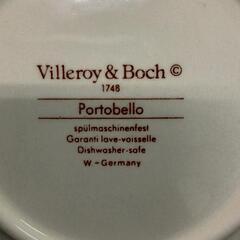 Villeroy & Boch ©
1748
Portobello
spülmaschinenfest
Garanti lave-vaisselle
Dishwasher-safe
W.-Germany